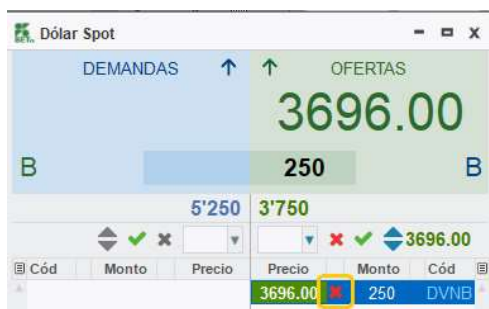 Dólar Spot
DEMANDAS ↑ ↑ OFERTAS
3696.00
B 250 B
5'250 3'750
3696.00
Cód Monto Precio Precio Monto Cód
3696.00 250 DVNB